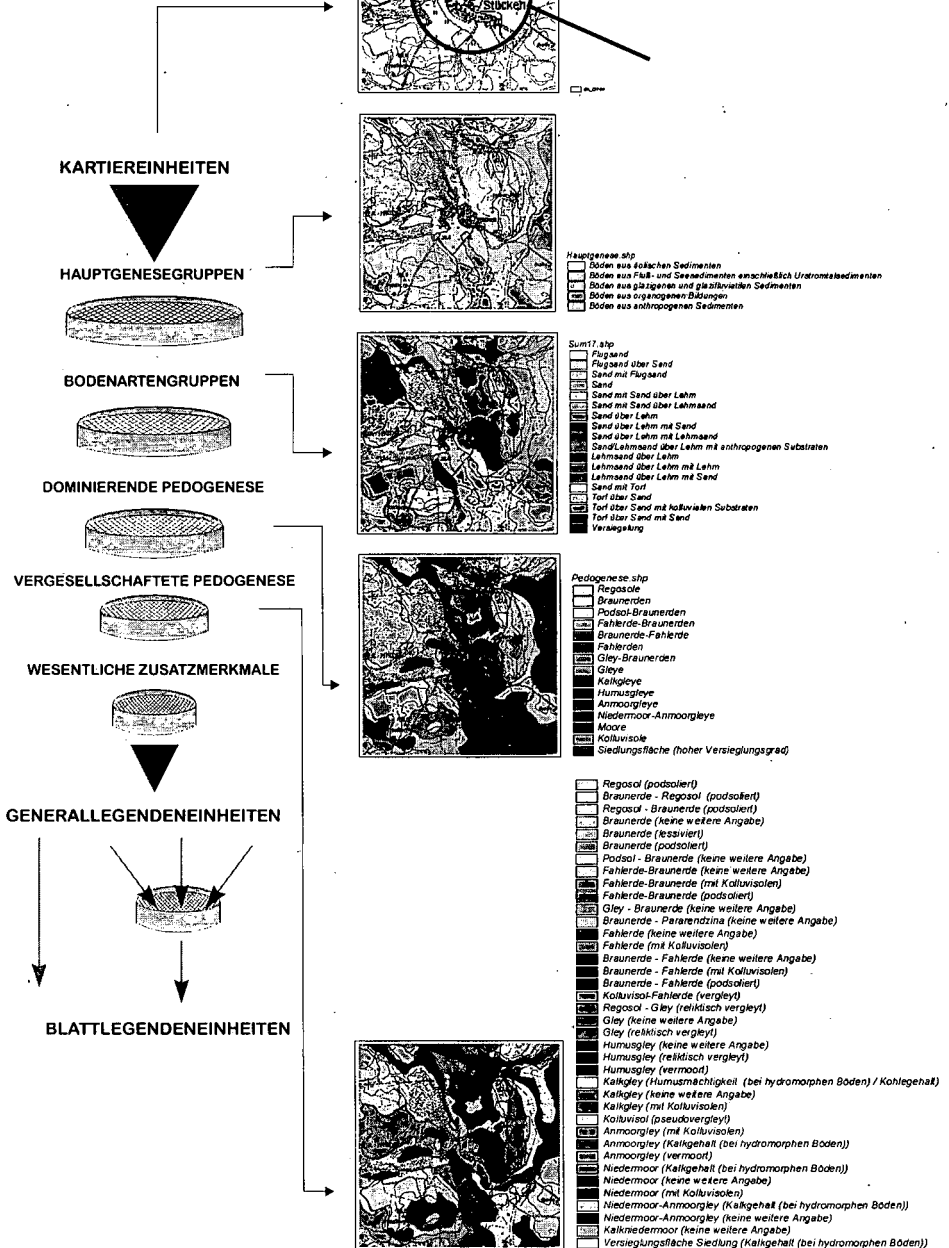 Stücken
KARTIEREINHEITEN
HAUPTGENESEGRUPPEN
BODENARTENGRUPPEN
DOMINIERENDE PEDOGENESE
VERGESELLSCHAFTETE PEDOGENESE
WESENTLICHE ZUSATZMERKMALE
GENERALLEGENDENEINHEITEN
BLATTLEGENDENEINHEITEN
Hauptgenese.shp
Böden aus äolischen Sedimenten
Böden aus Fluß- und Seesedimenten einschließlich Urstromtalsedimenten
Böden aus glazigenen und glazifluviatilen Sedimenten
Böden aus organogenen Bildungen
Böden aus anthropogenen Sedimenten
Sum17.shp
Flugsand
Flugsand über Sand
Sand mit Flugsand
Sand
Sand mit Sand über Lehm
Sand mit Sand über Lehmsand
Sand über Lehm
Sand über Lehm mit Sand
Sand über Lehm mit Lehmsand
Sand/Lehmsand über Lehm mit anthropogenen Substraten
Lehmsand über Lehm
Lehmsand über Lehm mit Lehm
Lehmsand über Lehm mit Sand
Sand mit Torf
Torf über Sand
Torf über Sand mit kolluvialen Substraten
Torf über Sand mit Sand
Versiegelung
Pedogenese.shp
Regosole
Braunerden
Podsol-Braunerden
Fahlerde-Braunerden
Braunerde-Fahlerde
Fahlerden
Gley-Braunerden
Gleye
Kalkgleye
Humusgleye
Anmoorgleye
Niedermoor-Anmoorgleye
Moore
Kolluvisole
Siedlungsfläche (hoher Versieglungsgrad)
Regosol (podsoliert)
Braunerde - Regosol (podsoliert)
Regosol - Braunerde (podsoliert)
Braunerde (keine weitere Angabe)
Braunerde (lessiviert)
Braunerde (podsoliert)
Podsol - Braunerde (keine weitere Angabe)
Fahlerde-Braunerde (keine weitere Angabe)
Fahlerde-Braunerde (mit Kolluvisolen)
Fahlerde-Braunerde (podsoliert)
Gley - Braunerde (keine weitere Angabe)
Braunerde - Pararendzina (keine weitere Angabe)
Fahlerde (keine weitere Angabe)
Fahlerde (mit Kolluvisolen)
Braunerde - Fahlerde (keine weitere Angabe)
Braunerde - Fahlerde (mit Kolluvisolen)
Braunerde - Fahlerde (podsoliert)
Kolluvisol-Fahlerde (vergleyt)
Regosol - Gley (reliktisch vergleyt)
Gley (keine weitere Angabe)
Gley (reliktisch vergleyt)
Humusgley (keine weitere Angabe)
Humusgley (reliktisch vergleyt)
Humusgley (vermoort)
Kalkgley (Humusmächtigkeit (bei hydromorphen Böden) / Kohlegehalt)
Kalkgley (keine weitere Angabe)
Kalkgley (mit Kolluvisolen)
Kolluvisol (pseudovergleyt)
Anmoorgley (mit Kolluvisolen)
Anmoorgley (Kalkgehalt (bei hydromorphen Böden))
Anmoorgley (vermoort)
Niedermoor (Kalkgehalt (bei hydromorphen Böden))
Niedermoor (keine weitere Angabe)
Niedermoor (mit Kolluvisolen)
Niedermoor-Anmoorgley (Kalkgehalt (bei hydromorphen Böden))
Niedermoor-Anmoorgley (keine weitere Angabe)
Kalkniedermoor (keine weitere Angabe)
Versieglungsfläche Siedlung (Kalkgehalt (bei hydromorphen Böden))